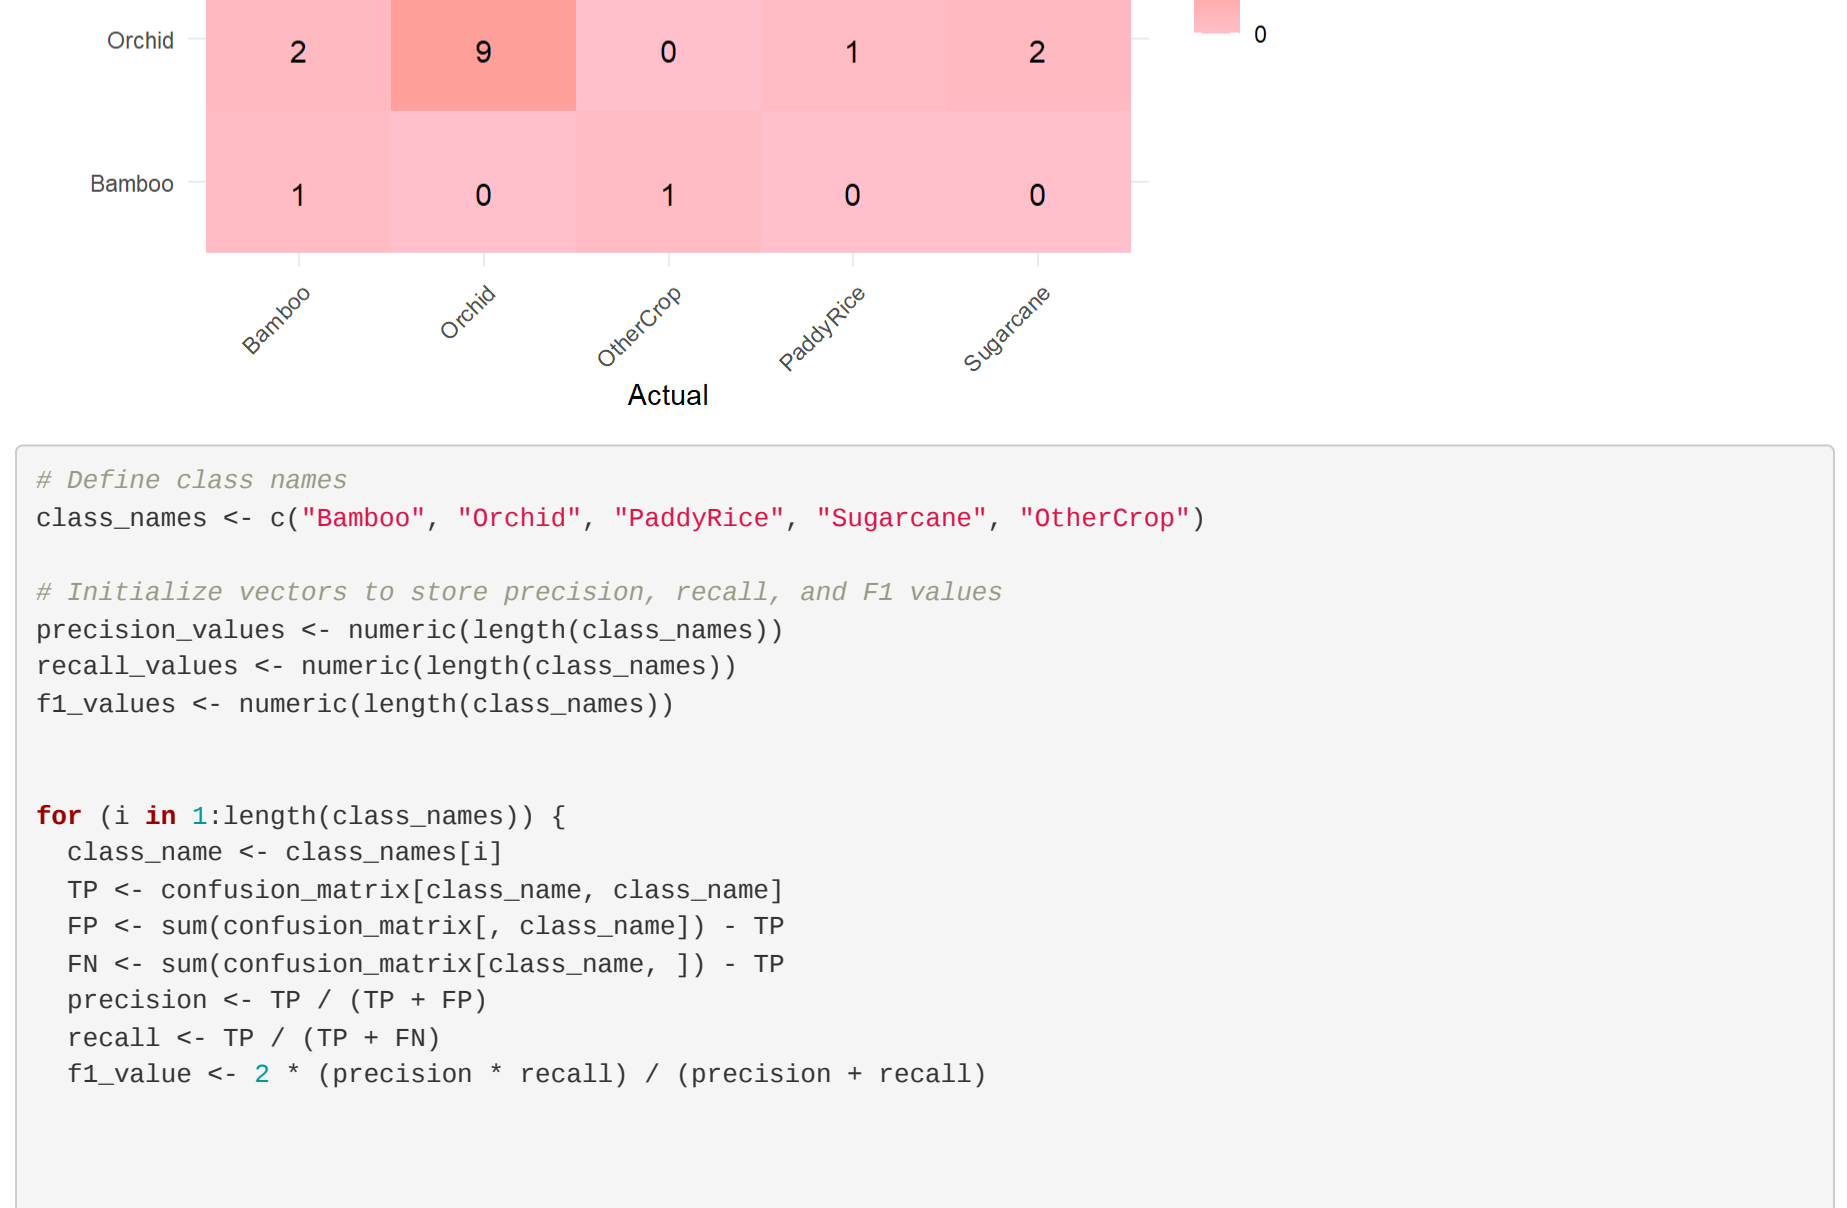 0
Orchid 2 9 0 1 2
Bamboo 1 0 1 0 0
Bamboo Orchid OtherCrop PaddyRice Sugarcane
Actual
# Define class names
class_names <- c("Bamboo", "Orchid", "PaddyRice", "Sugarcane", "OtherCrop")
# Initialize vectors to store precision, recall, and F1 values
precision_values <- numeric(length(class_names))
recall_values <- numeric(length(class_names))
f1_values <- numeric(length(class_names))
for (i in 1:length(class_names)) {
  class_name <- class_names[i]
  TP <- confusion_matrix[class_name, class_name]
  FP <- sum(confusion_matrix[, class_name]) - TP
  FN <- sum(confusion_matrix[class_name, ]) - TP
  precision <- TP / (TP + FP)
  recall <- TP / (TP + FN)
  f1_value <- 2 * (precision * recall) / (precision + recall)